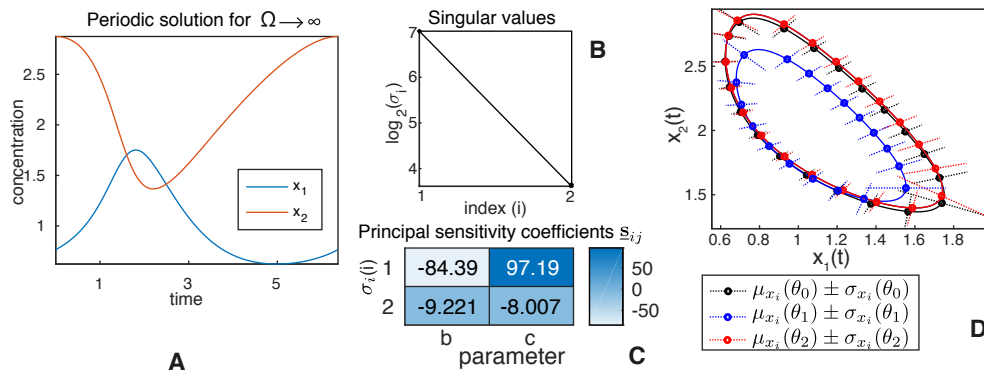 Periodic solution for Ω → ∞
2.5
2
1.5
1
concentration
1
3
5
time
x₁
x₂
A
Singular values
7
6
5
4
log₂(σᵢ)
1
2
index (i)
B
Principal sensitivity coefficients s̲ᵢⱼ
σᵢ(i)
1
-84.39
97.19
2
-9.221
-8.007
b
c
parameter
50
0
-50
C
2.5
2
1.5
x₂(t)
0.6
0.8
1
1.2
1.4
1.6
1.8
x₁(t)
μₓᵢ(θ₀) ± σₓᵢ(θ₀)
μₓᵢ(θ₁) ± σₓᵢ(θ₁)
μₓᵢ(θ₂) ± σₓᵢ(θ₂)
D